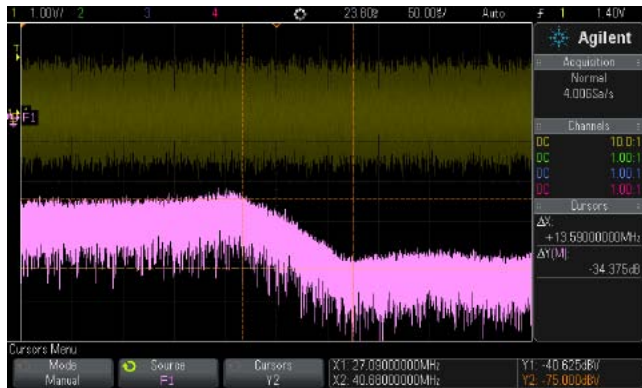 1 1.00V/ 2 3 4 23.80s 50.00s/ Auto 1 1.40V
Agilent
Acquisition
Normal
4.00GSa/s
Channels
DC 10.0:1
DC 1.00:1
DC 1.00:1
DC 1.00:1
Cursors
ΔX:
+13.59000000MHz
ΔY(M):
-34.375dB
T
F1
Cursors Menu
Mode
Manual
Source
F1
Cursors
Y2
X1: 27.09000000MHz
X2: 40.68000000MHz
Y1: -40.625dBV
Y2: -75.000dBV